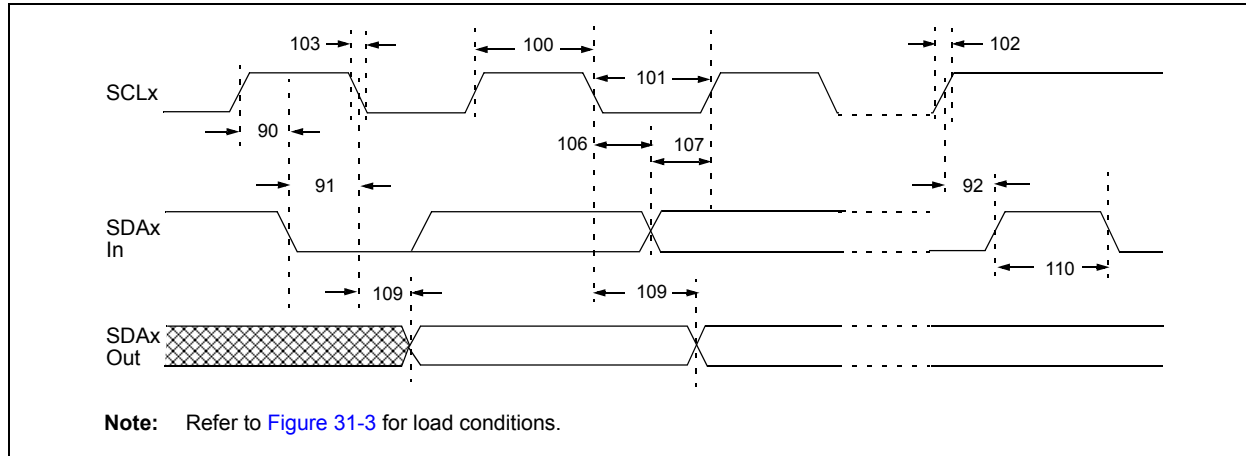 103 100 102
101
SCLx
90 106 107
91 92
SDAx
In
110
109 109
SDAx
Out
Note: Refer to Figure 31-3 for load conditions.